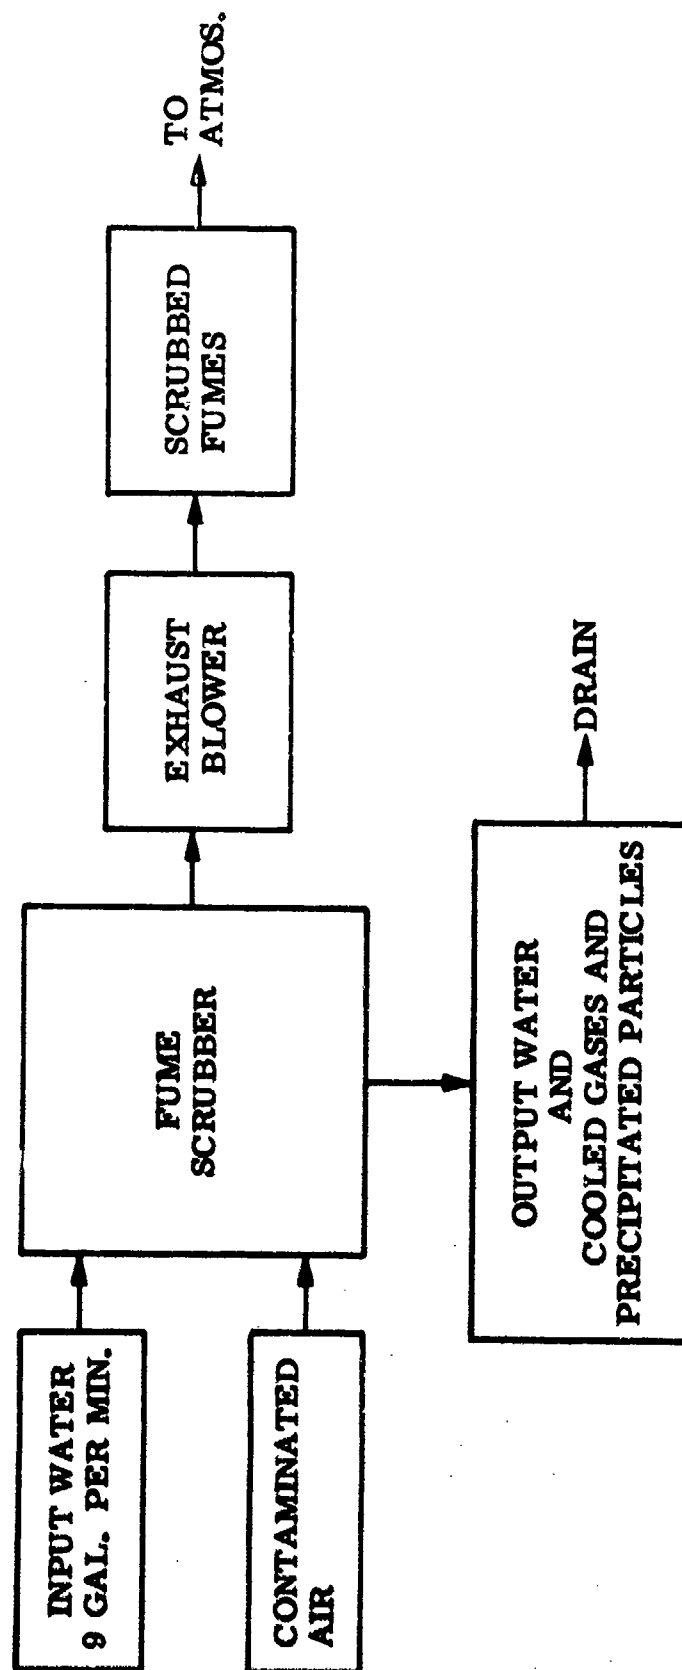 INPUT WATER
9 GAL. PER MIN.
CONTAMINATED
AIR
FUME
SCRUBBER
EXHAUST
BLOWER
SCRUBBED
FUMES
TO
ATMOS.
OUTPUT WATER
AND
COOLED GASES AND
PRECIPITATED PARTICLES
DRAIN